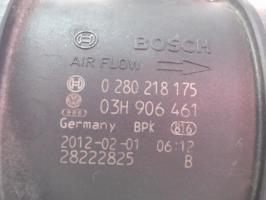 BOSCH
AIR FLOW
0 280 218 175
03H 906 461
Germany BPK 816
2012-02-01 06:12
28222825 B